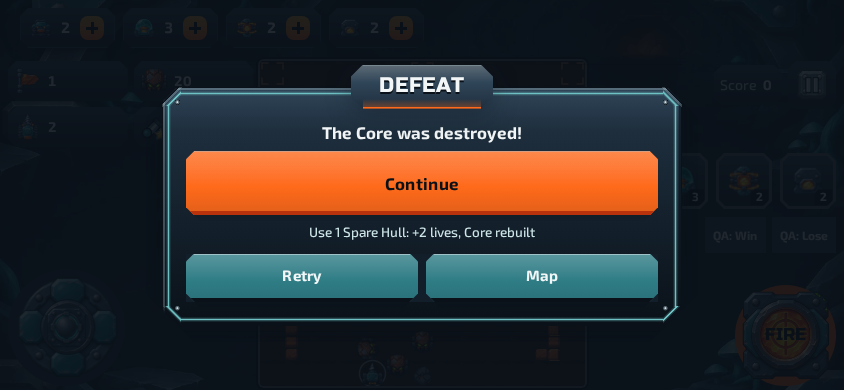 2 + 3 + 2 + 2 +
1 20
Score 0
2
DEFEAT
The Core was destroyed!
Continue
3 2 2
Use 1 Spare Hull: +2 lives, Core rebuilt
QA: Win QA: Lose
Retry Map
FIRE